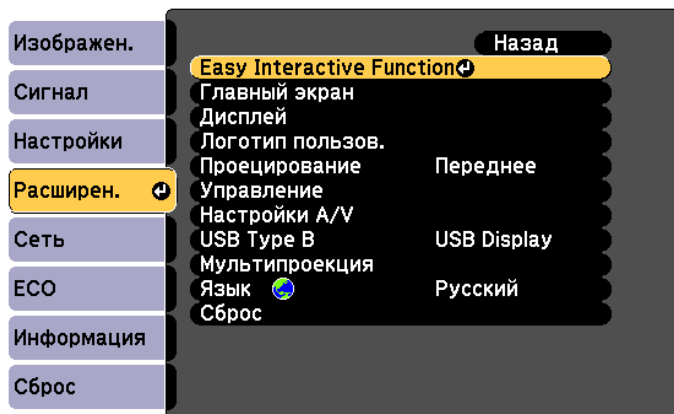 Изображен.
Сигнал
Настройки
Расширен.
Сеть
ECO
Информация
Сброс
Назад
Easy Interactive Function
Главный экран
Дисплей
Логотип пользов.
Проецирование Переднее
Управление
Настройки A/V
USB Type B USB Display
Мультипроекция
Язык Русский
Сброс